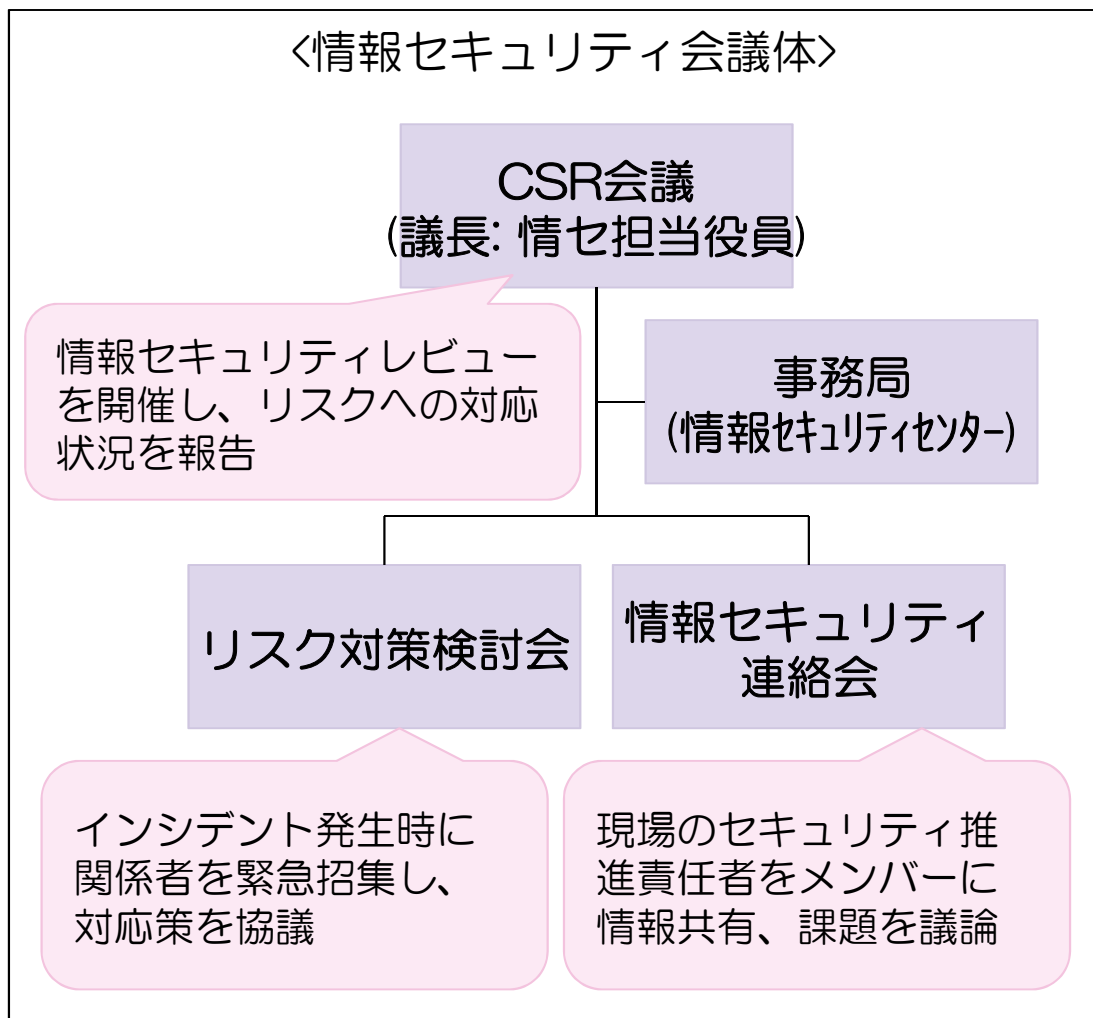 <情報セキュリティ会議体>
CSR会議
(議長: 情セ担当役員)
情報セキュリティレビュー
を開催し、リスクへの対応
状況を報告
事務局
(情報ｾｷｭﾘﾃｨｾﾝﾀｰ)
リスク対策検討会
情報セキュリティ
連絡会
インシデント発生時に
関係者を緊急招集し、
対応策を協議
現場のセキュリティ推
進責任者をメンバーに
情報共有、課題を議論